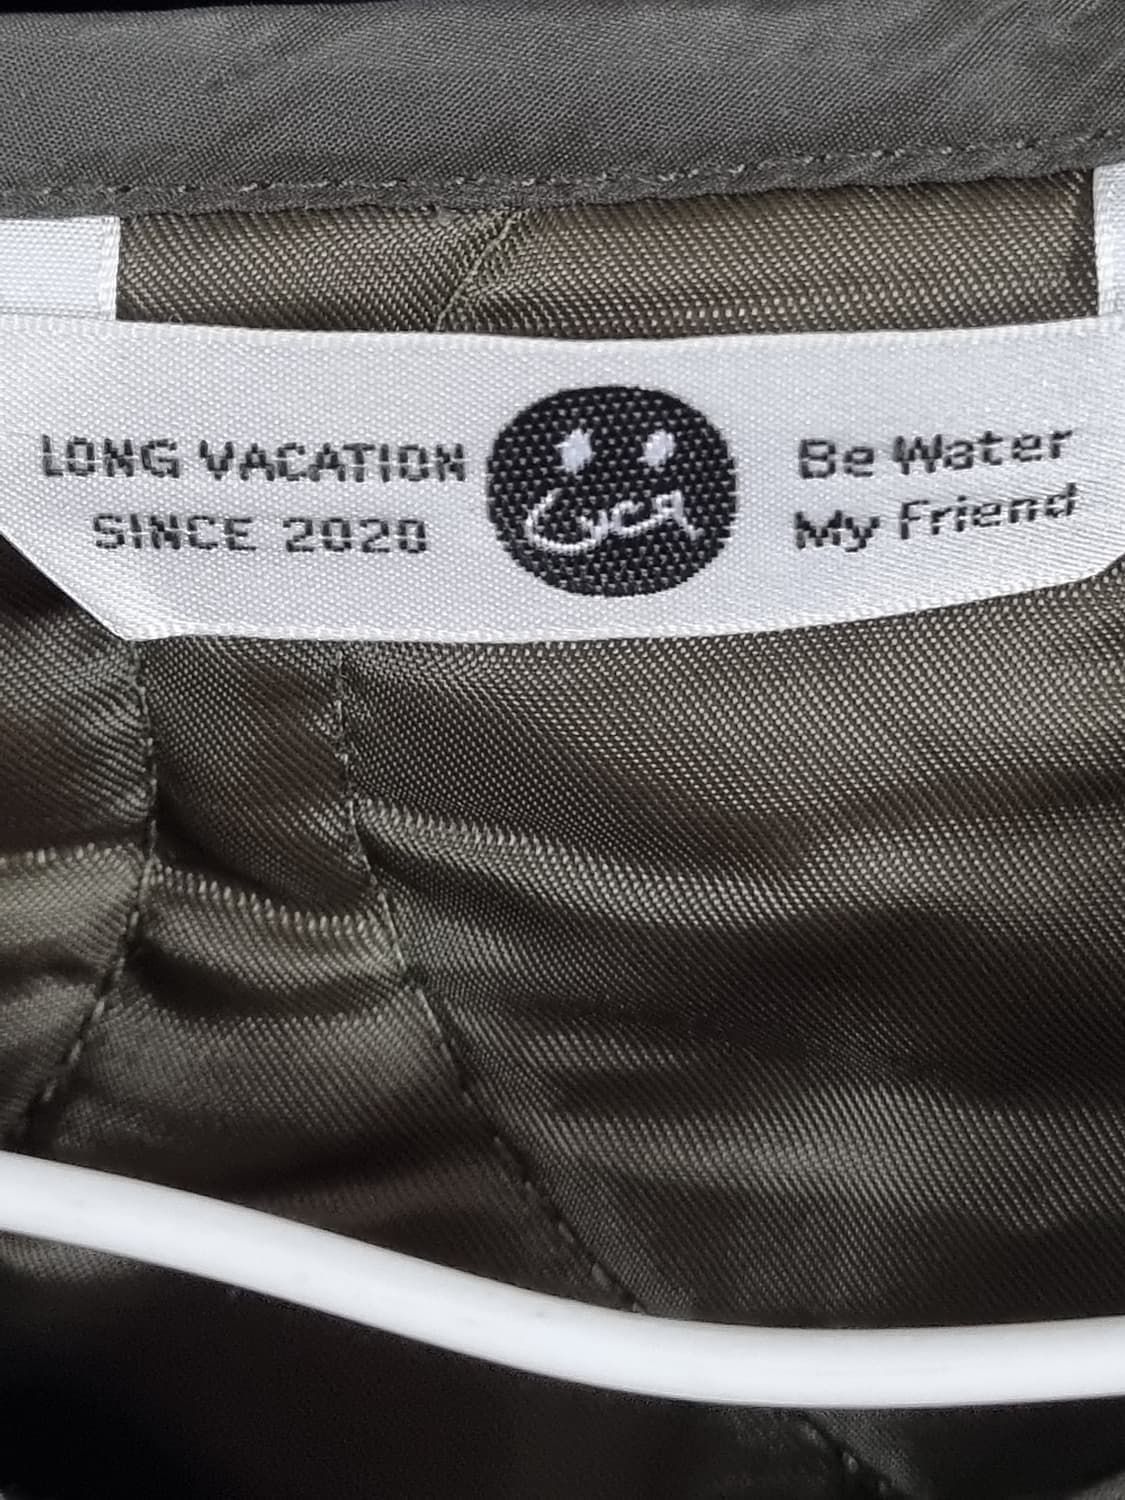 LONG VACATION
SINCE 2020
Be Water
My Friend